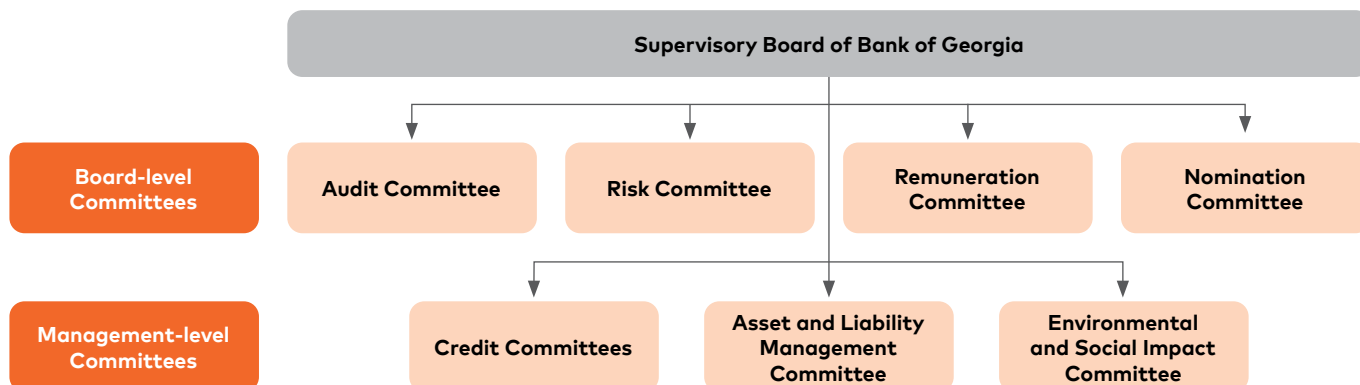 Supervisory Board of Bank of Georgia
Board-level
Committees
Audit Committee
Risk Committee
Remuneration
Committee
Nomination
Committee
Management-level
Committees
Credit Committees
Asset and Liability
Management
Committee
Environmental
and Social Impact
Committee